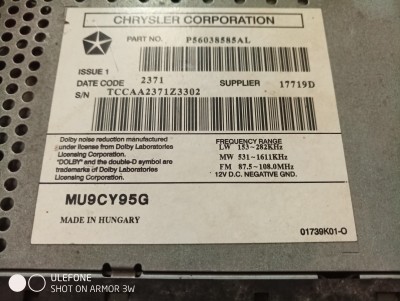 CHRYSLER CORPORATION
PART NO. P56038585AL
ISSUE 1
DATE CODE 2371 SUPPLIER 17719D
S/N TCCAA2371Z3302
Dolby noise reduction manufactured
under license from Dolby Laboratories
Licensing Corporation.
"DOLBY" and the double-D symbol are
trademarks of Dolby Laboratories
Licensing Corporation.
FREQUENCY RANGE
LW 153-282KHz
MW 531-1611KHz
FM 87.5-108.0MHz
12V D.C. NEGATIVE GND.
MU9CY95G
MADE IN HUNGARY
01739K01-O
ULEFONE
SHOT ON ARMOR 3W